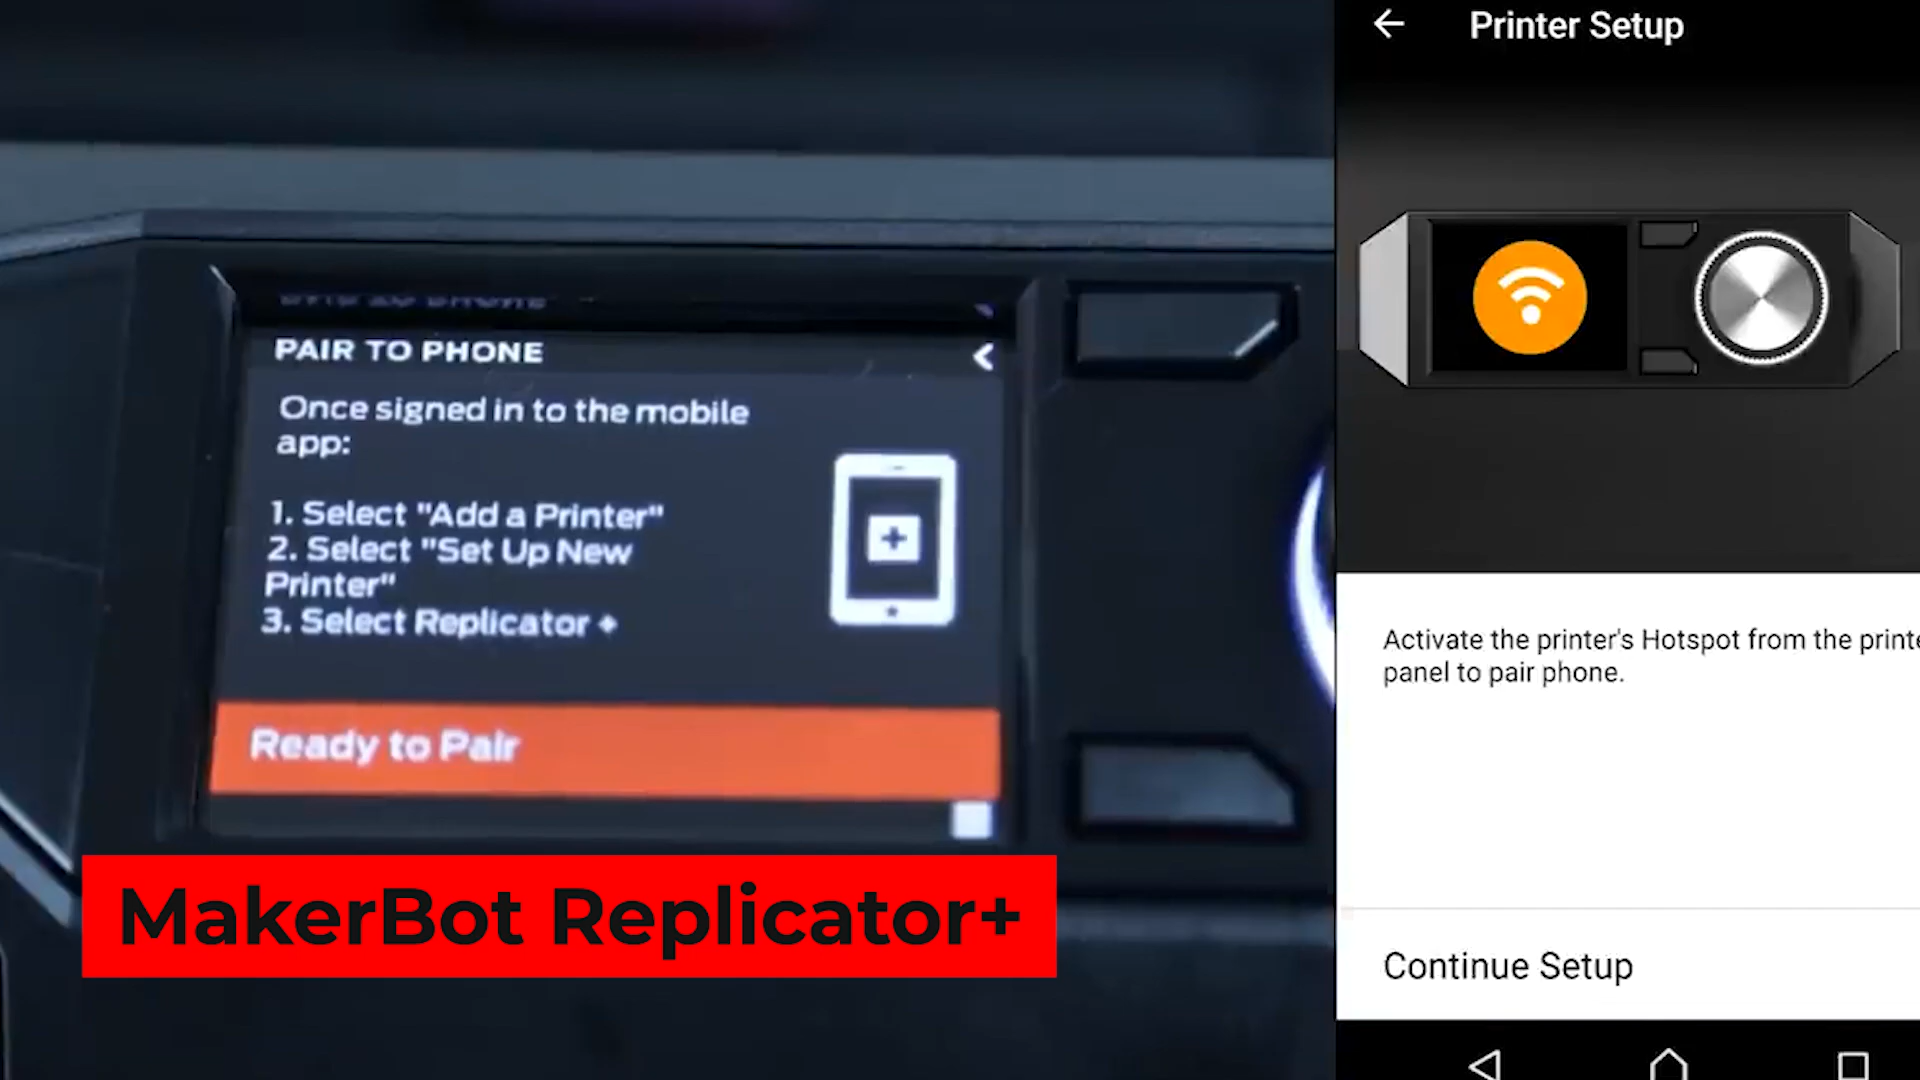 PAIR TO PHONE
Once signed in to the mobile
app:
1. Select "Add a Printer"
2. Select "Set Up New
Printer"
3. Select Replicator +
Ready to Pair
MakerBot Replicator+
Printer Setup
Activate the printer's Hotspot from the
panel to pair phone.
Continue Setup